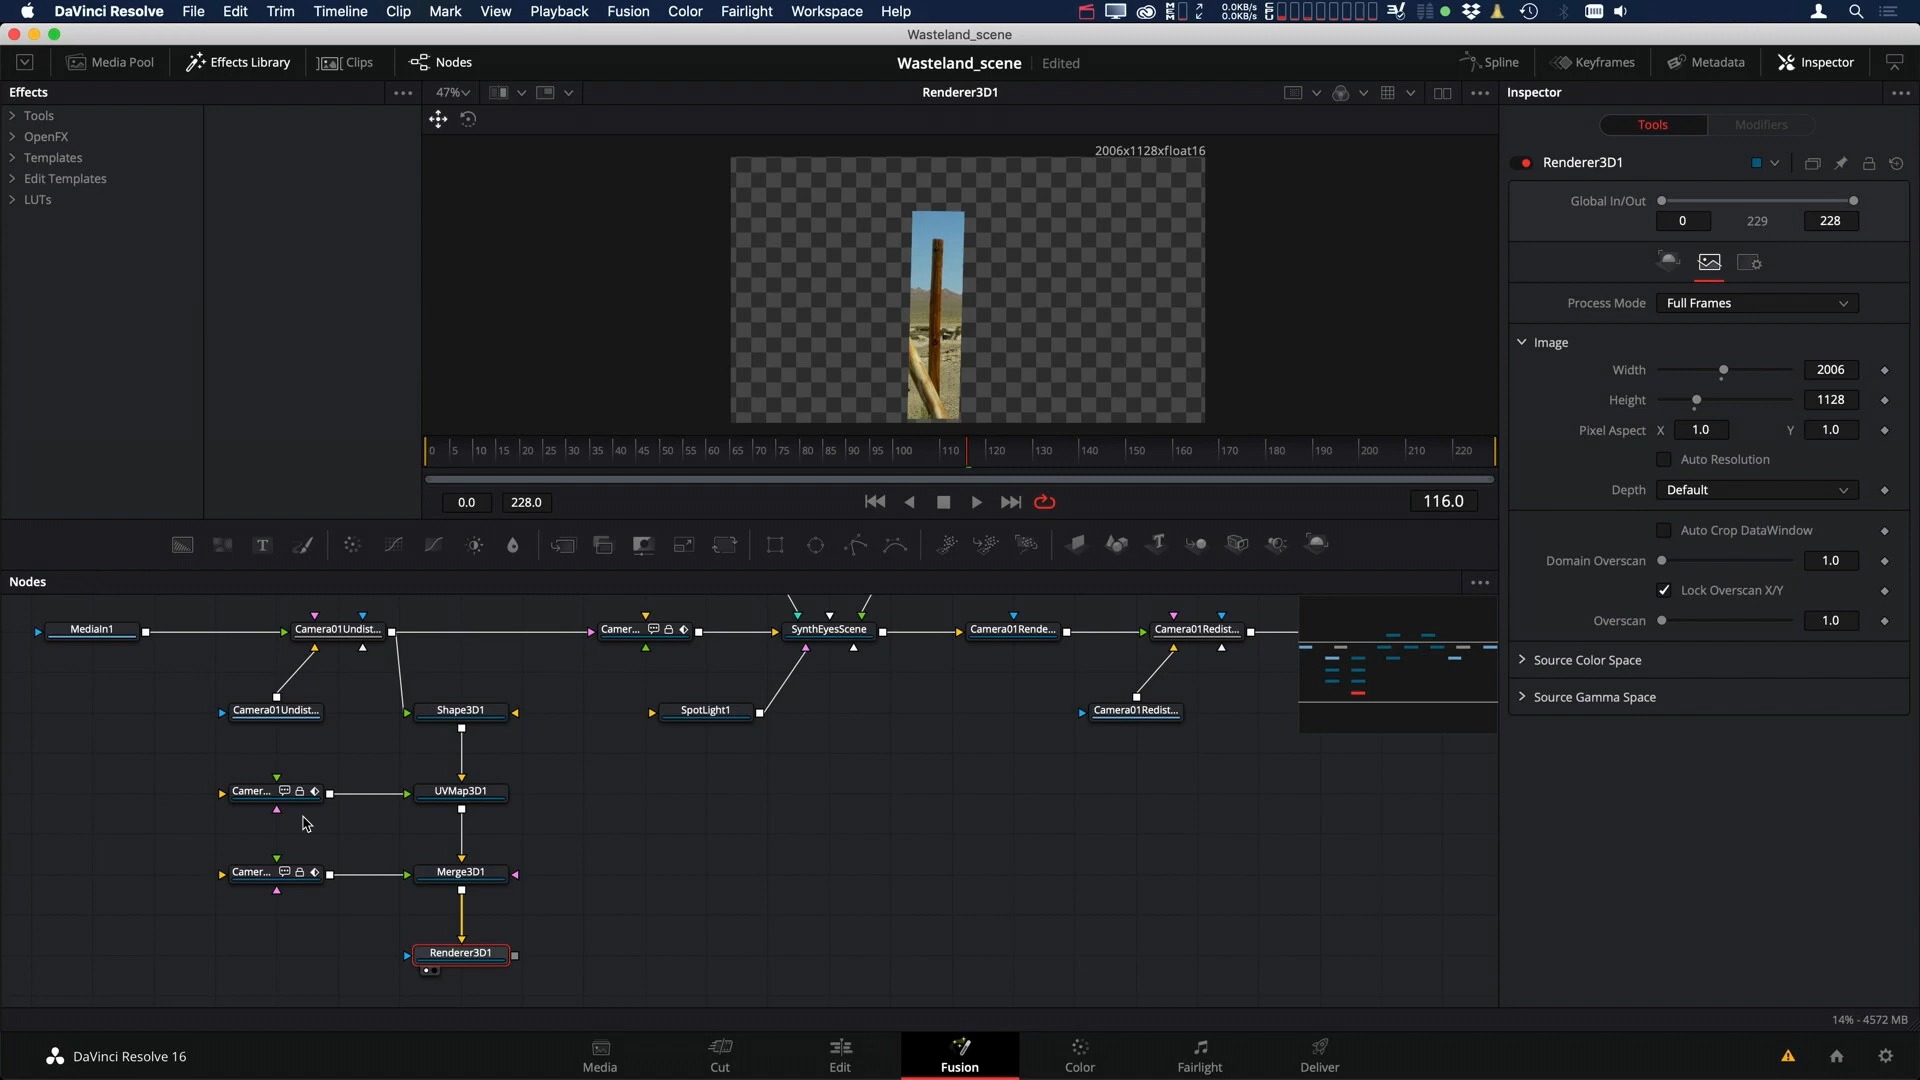 DaVinci Resolve File Edit Trim Timeline Clip Mark View Playback Fusion Color Fairlight Workspace Help
0.0KB/s
0.0KB/s
Wasteland_scene
Media Pool Effects Library Clips Nodes Wasteland_scene Edited Spline Keyframes Metadata Inspector
Effects 47% Renderer3D1 Inspector
Tools
OpenFX
Templates
Edit Templates
LUTs
2006x1128xfloat16
0 5 10 15 20 25 30 35 40 45 50 55 60 65 70 75 80 85 90 95 100 110 120 130 140 150 160 170 180 190 200 210 220
0.0 228.0 116.0
Tools Modifiers
Renderer3D1
Global In/Out
0 229 228
Process Mode Full Frames
Image
Width 2006
Height 1128
Pixel Aspect X 1.0 Y 1.0
Auto Resolution
Depth Default
Auto Crop DataWindow
Domain Overscan 1.0
Lock Overscan X/Y
Overscan 1.0
Source Color Space
Source Gamma Space
Nodes
MediaIn1 Camera01Undist... Camer... SynthEyesScene Camera01Rende... Camera01Redist...
Camera01Undist... Shape3D1 SpotLight1 Camera01Redist...
Camer... UVMap3D1
Camer... Merge3D1
Renderer3D1
14% - 4572 MB
DaVinci Resolve 16
Media Cut Edit Fusion Color Fairlight Deliver